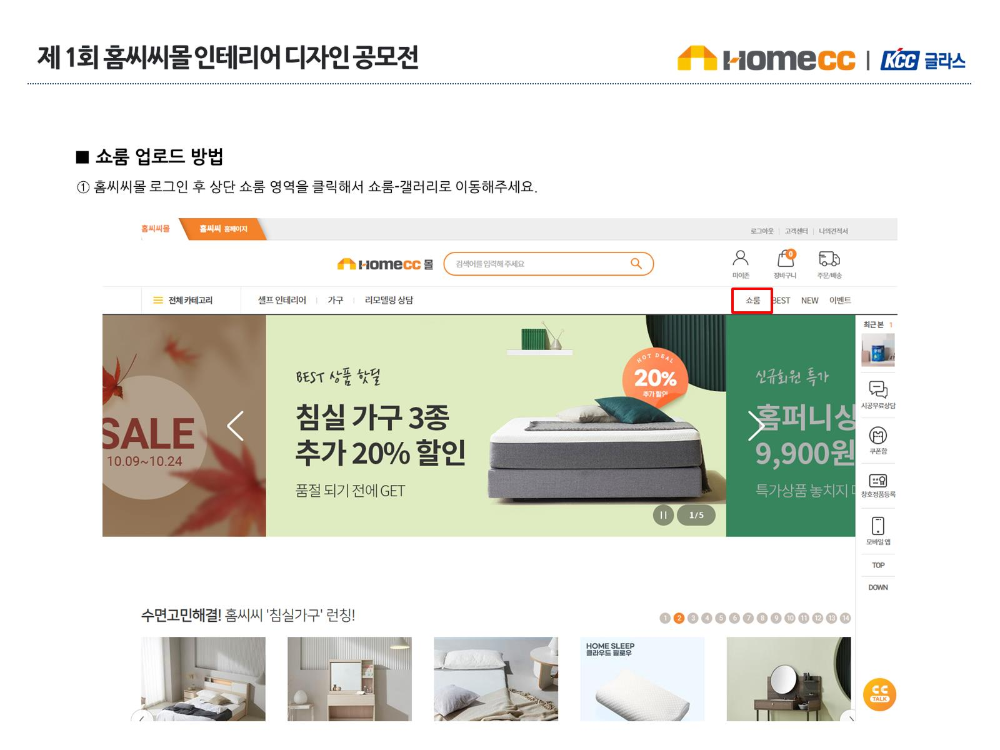 제 1회 홈씨씨몰 인테리어 디자인 공모전
HomeCC | KCC 글라스
■ 쇼룸 업로드 방법
① 홈씨씨몰 로그인 후 상단 쇼룸 영역을 클릭해서 쇼룸-갤러리로 이동해주세요.
홈씨씨몰 홈씨씨 홈페이지
로그아웃 | 고객센터 | 나의견적서
HomeCC 몰
검색어를 입력해 주세요
0
마이존 장바구니 주문/배송
전체 카테고리
셀프 인테리어 | 가구 | 리모델링 상담
쇼룸 BEST NEW 이벤트
SALE
10.09~10.24
BEST 상품 핫딜
침실 가구 3종
추가 20% 할인
품절 되기 전에 GET
HOT DEAL
20%
추가 할인
1/5
신규회원 특가
홈퍼니싱
9,900원
특가상품 놓치지
최근 본 1
시공무료상담
쿠폰함
창호정품등록
모바일 앱
TOP
DOWN
수면고민해결! 홈씨씨 '침실가구' 런칭!
1 2 3 4 5 6 7 8 9 10 11 12 13 14
HOME SLEEP
클라우드 필로우
CC
TALK